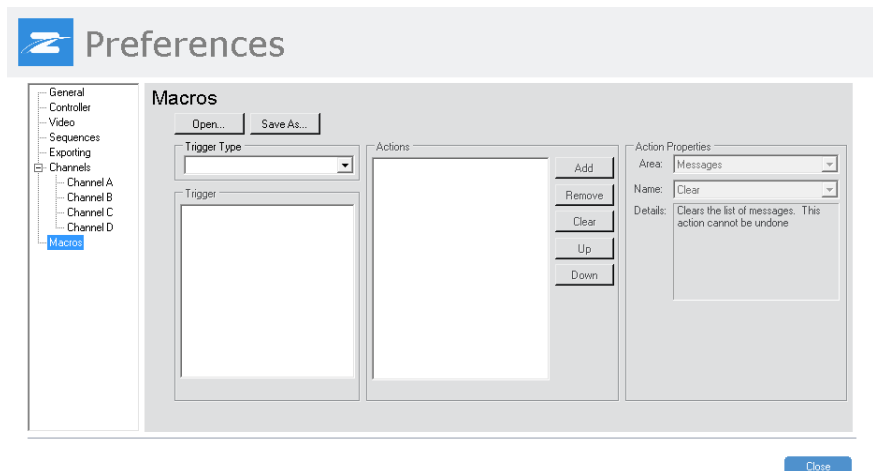 Preferences
General
Controller
Video
Sequences
Exporting
Channels
Channel A
Channel B
Channel C
Channel D
Macros
Macros
Open... Save As...
Trigger Type
Trigger
Actions
Add
Remove
Clear
Up
Down
Action Properties
Area: Messages
Name: Clear
Details: Clears the list of messages. This
action cannot be undone
Close